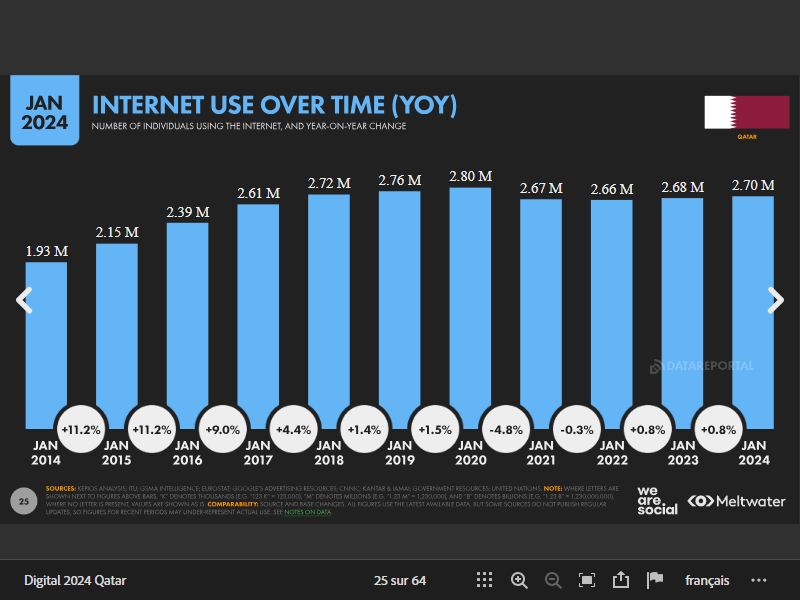 JAN
2024
INTERNET USE OVER TIME (YOY)
NUMBER OF INDIVIDUALS USING THE INTERNET, AND YEAR-ON-YEAR CHANGE
QATAR
1.93 M
2.15 M
2.39 M
2.61 M
2.72 M
2.76 M
2.80 M
2.67 M
2.66 M
2.68 M
2.70 M
DATAREPORTAL
+11.2%
+11.2%
+9.0%
+4.4%
+1.4%
+1.5%
-4.8%
-0.3%
+0.8%
+0.8%
JAN
2014
JAN
2015
JAN
2016
JAN
2017
JAN
2018
JAN
2019
JAN
2020
JAN
2021
JAN
2022
JAN
2023
JAN
2024
25
SOURCES: KEPIOS ANALYSIS; ITU; GSMA INTELLIGENCE; EUROSTAT; GOOGLE'S ADVERTISING RESOURCES; CNNIC; KANTAR & IAMAI; GOVERNMENT RESOURCES; UNITED NATIONS. NOTE: WHERE LETTERS ARE
SHOWN NEXT TO FIGURES ABOVE BARS, "K" DENOTES THOUSANDS (E.G. "123 K" = 123,000), "M" DENOTES MILLIONS (E.G. "1.23 M" = 1,230,000), AND "B" DENOTES BILLIONS (E.G. "1.23 B" = 1,230,000,000).
WHERE NO LETTER IS PRESENT, VALUES ARE SHOWN AS IS. COMPARABILITY: SOURCE AND BASE CHANGES. ALL FIGURES USE THE LATEST AVAILABLE DATA, BUT SOME SOURCES DO NOT PUBLISH REGULAR
UPDATES, SO FIGURES FOR RECENT PERIODS MAY UNDER-REPRESENT ACTUAL USE. SEE NOTES ON DATA.
we
are.
social
Meltwater
Digital 2024 Qatar
25 sur 64
français